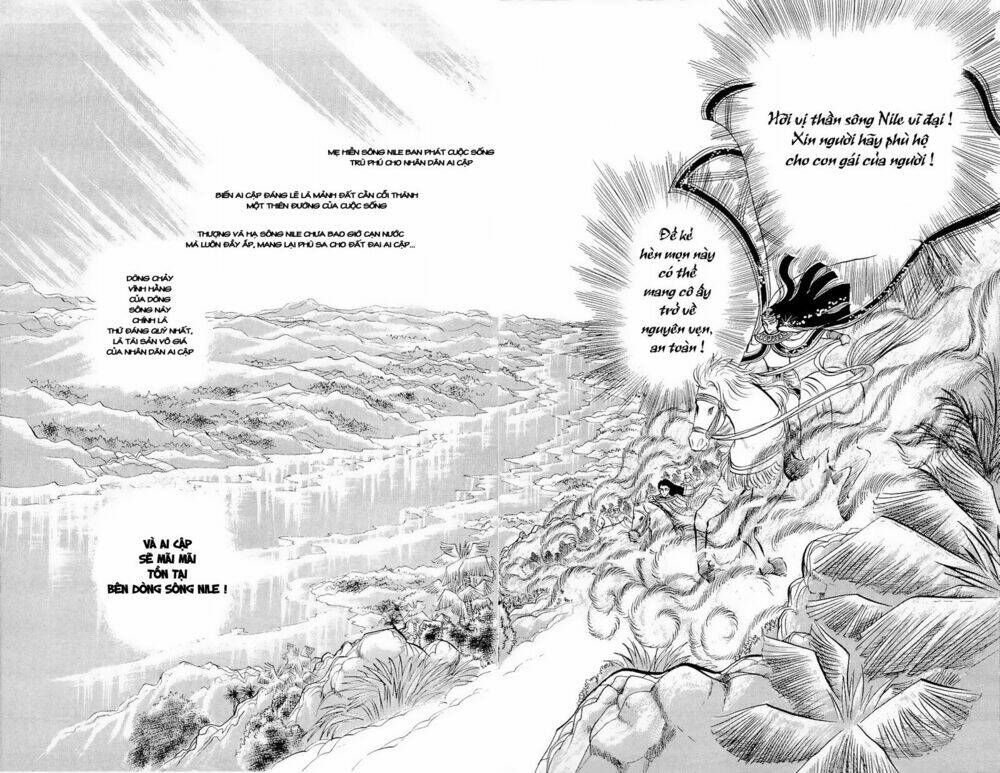 Hỡi vị thần sông Nile vĩ đại !
Xin người hãy phù hộ
cho con gái của người !
Để kẻ
hèn mọn này
có thể
mang cô ấy
trở về
nguyên vẹn,
an toàn !
MẸ HIỀN SÔNG NILE BAN PHÁT CUỘC SỐNG
TRÙ PHÚ CHO NHÂN DÂN AI CẬP
BIẾN AI CẬP ĐÁNG LẼ LÀ MẢNH ĐẤT CẰN CỖI THÀNH
MỘT THIÊN ĐƯỜNG CỦA CUỘC SỐNG
THƯỢNG VÀ HẠ SÔNG NILE CHƯA BAO GIỜ CẠN NƯỚC
MÀ LUÔN ĐẦY ẮP, MANG LẠI PHÙ SA CHO ĐẤT ĐAI AI CẬP...
DÒNG CHẢY
VĨNH HẰNG
CỦA DÒNG
SÔNG NÀY
CHÍNH LÀ
THỨ ĐÁNG QUÝ NHẤT,
LÀ TÀI SẢN VÔ GIÁ
CỦA NHÂN DÂN AI CẬP
VÀ AI CẬP
SẼ MÃI MÃI
TỒN TẠI
BÊN DÒNG SÔNG NILE !